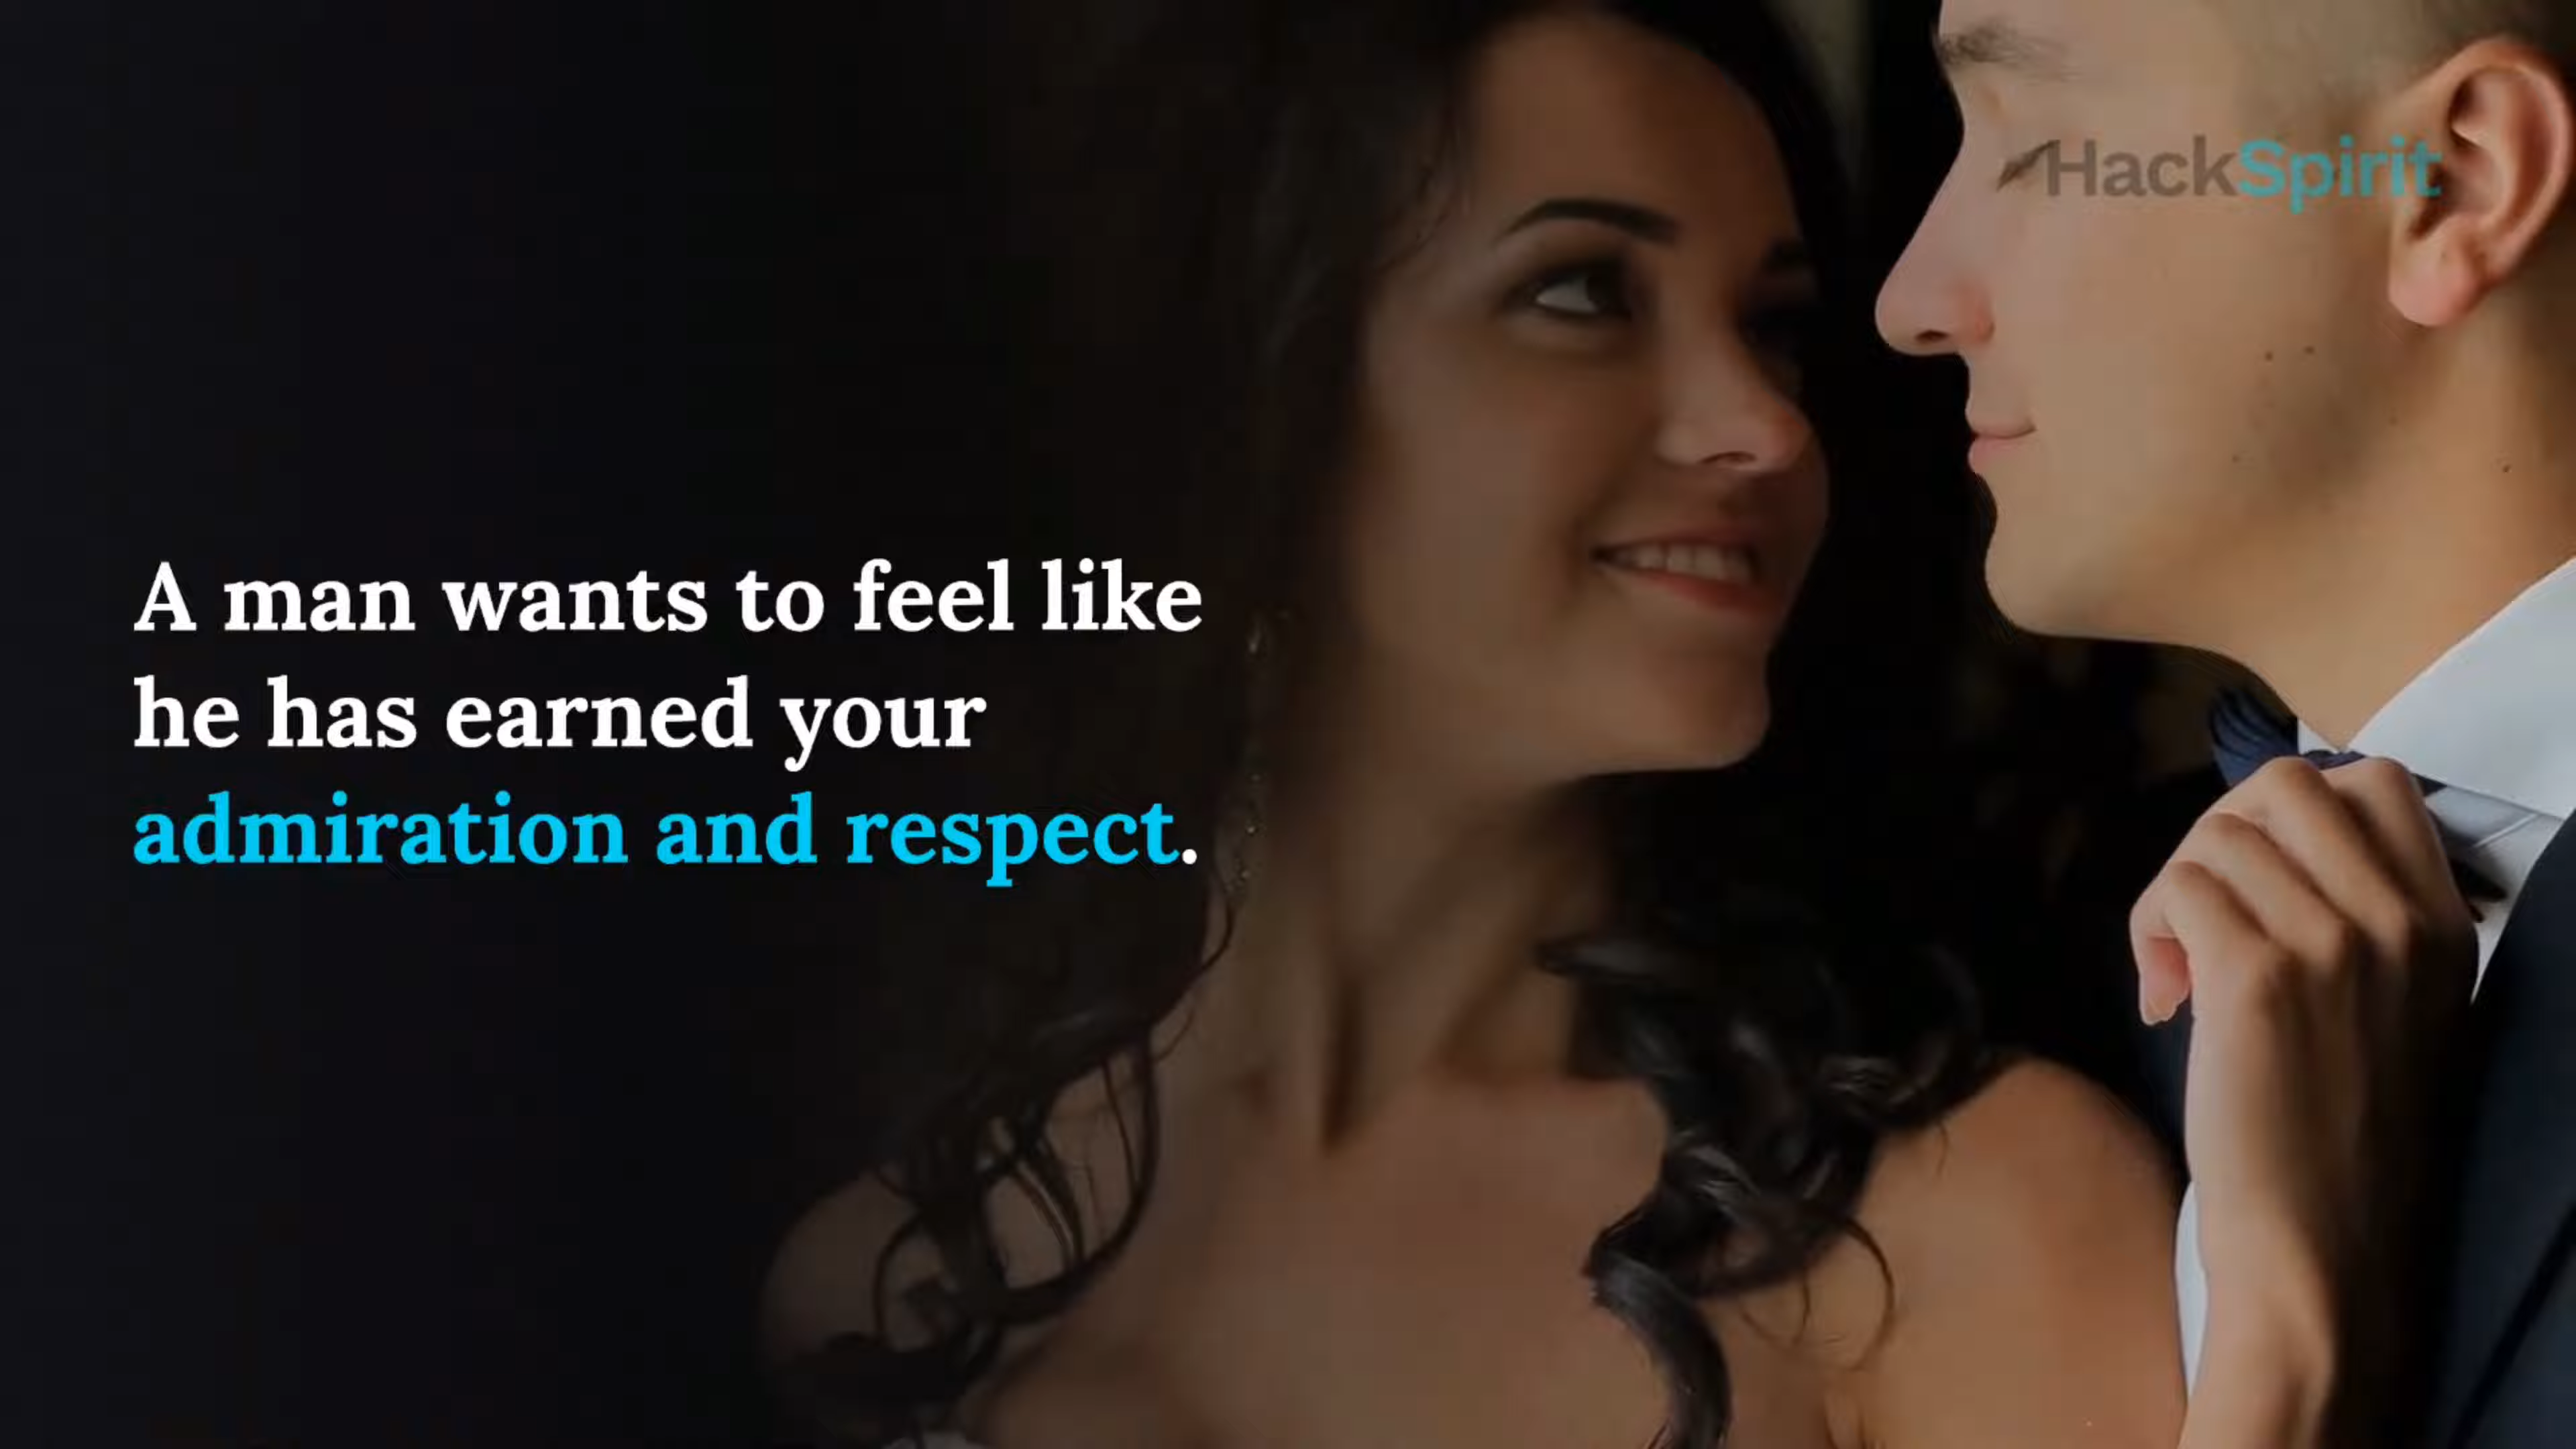 HackSpirit
A man wants to feel like
he has earned your
admiration and respect.